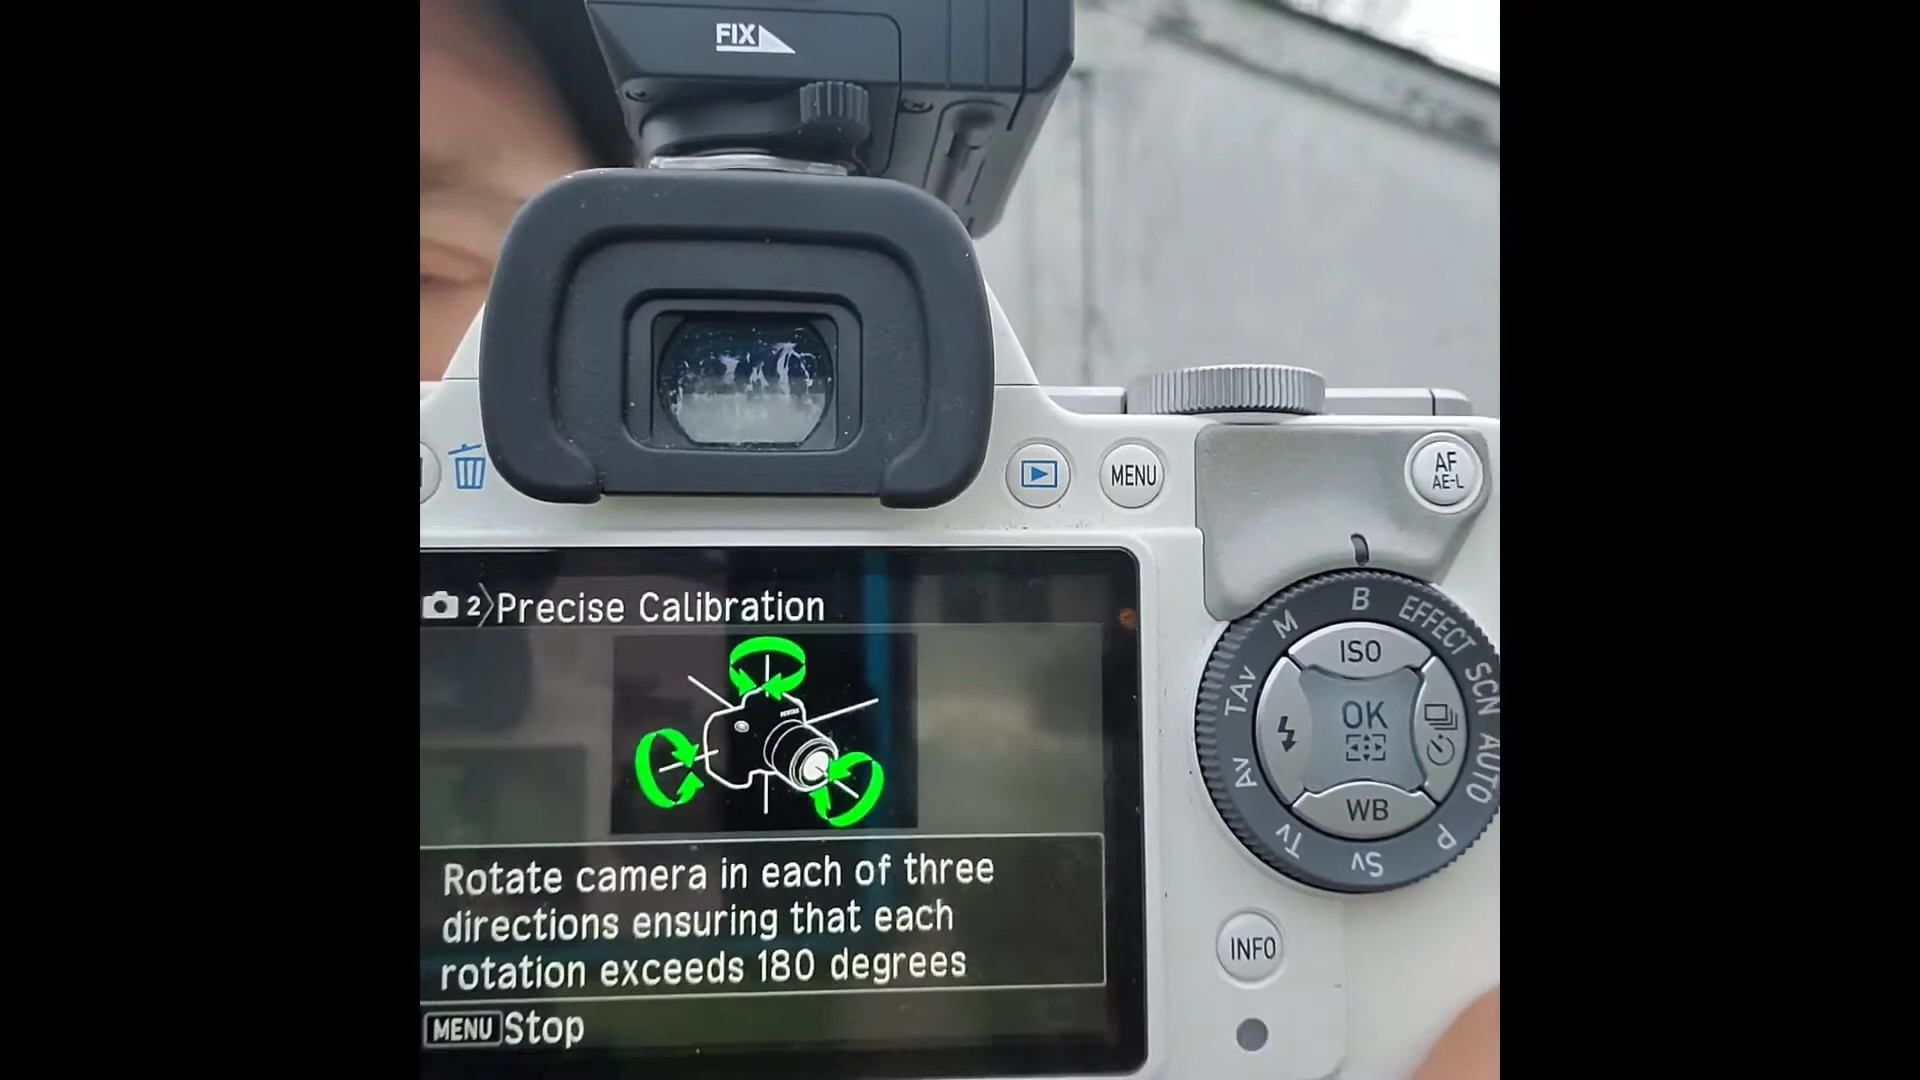 FIX
MENU
AF
AE-L
2 Precise Calibration
Rotate camera in each of three
directions ensuring that each
rotation exceeds 180 degrees
MENU Stop
B
EFFECT
SCN
AUTO
P
Sv
Tv
Av
TAv
M
ISO
OK
WB
INFO